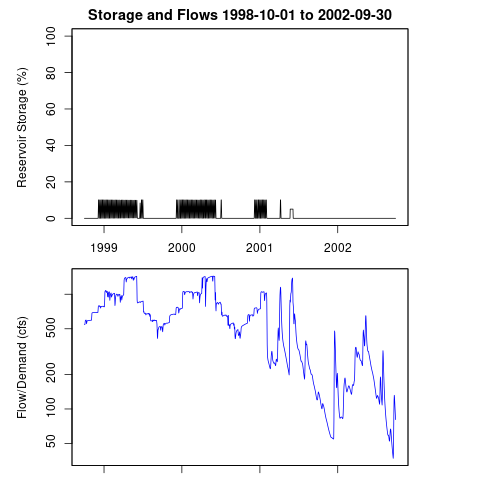 Storage and Flows 1998-10-01 to 2002-09-30
Reservoir Storage (%)
100
80
60
40
20
0
1999 2000 2001 2002
Flow/Demand (cfs)
500
200
100
50